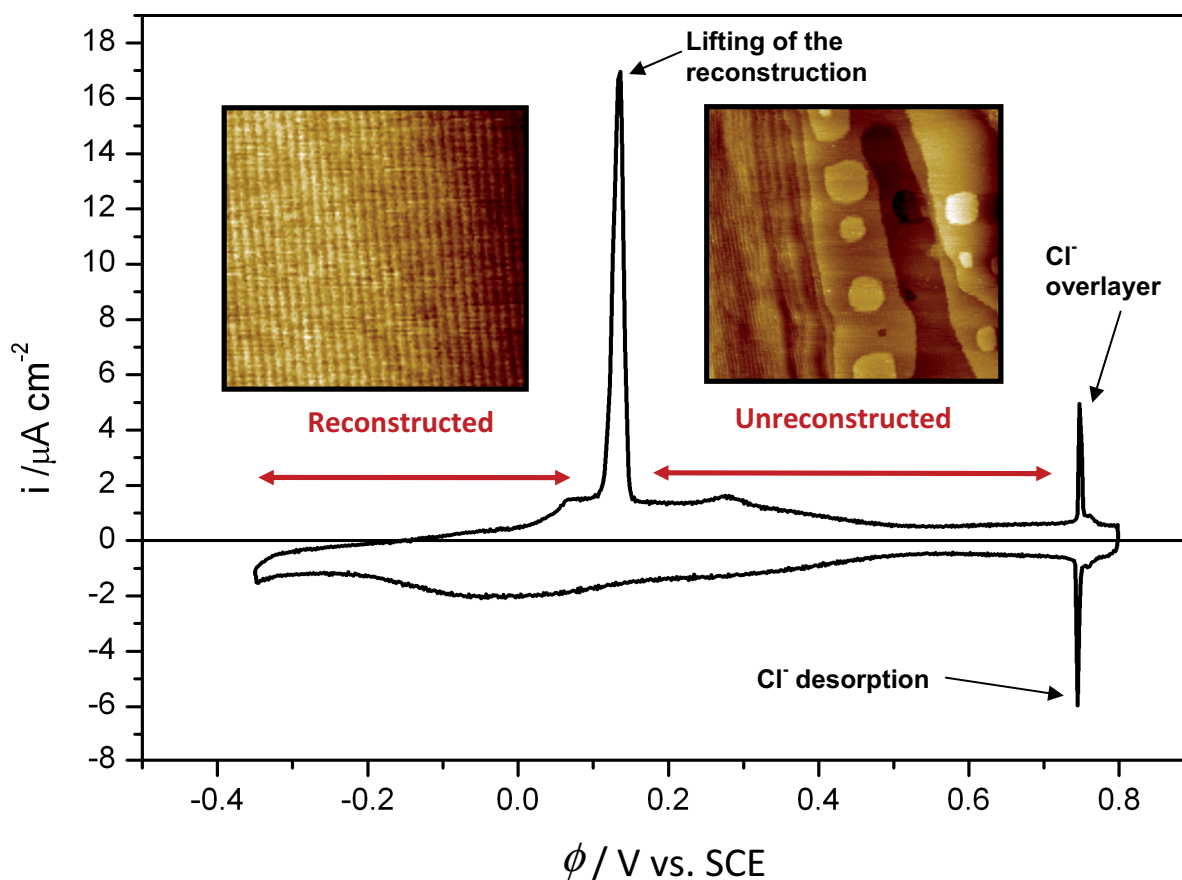 Lifting of the
reconstruction
Cl⁻
overlayer
Reconstructed
Unreconstructed
Cl⁻ desorption
18
16
14
12
10
8
6
4
2
0
-2
-4
-6
-8
i /μA cm⁻²
-0.4 -0.2 0.0 0.2 0.4 0.6 0.8
ϕ / V vs. SCE